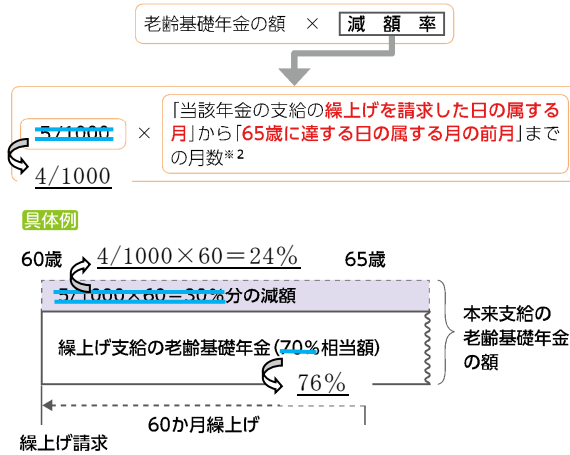 老齢基礎年金の額 × 減額率
5/1000 × 「当該年金の支給の繰上げを請求した日の属する
月」から「65歳に達する日の属する月の前月」まで
の月数※2
4/1000
具体例
60歳 4/1000×60＝24% 65歳
5/1000×60＝30%分の減額
繰上げ支給の老齢基礎年金(70%相当額)
76%
本来支給の
老齢基礎年金
の額
60か月繰上げ
繰上げ請求